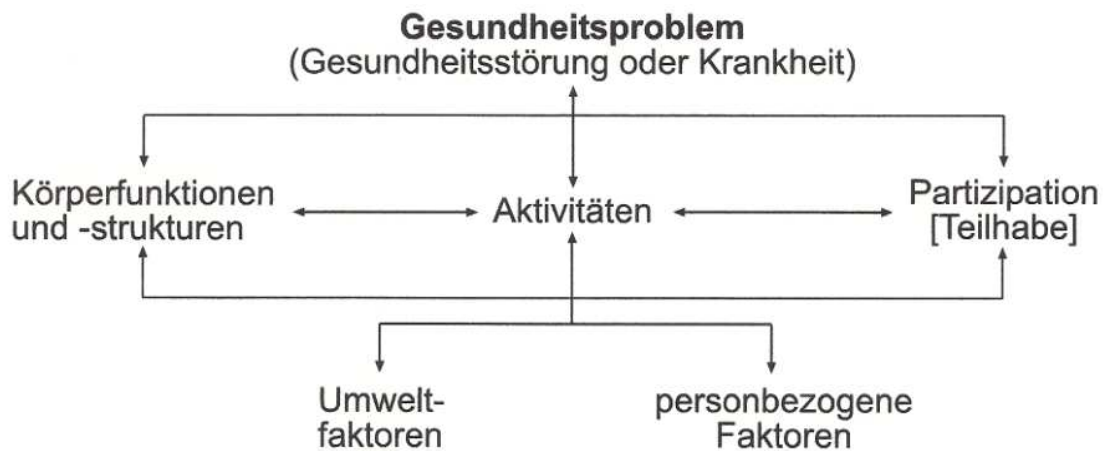 Gesundheitsproblem
(Gesundheitsstörung oder Krankheit)
Körperfunktionen
und -strukturen
Aktivitäten
Partizipation
[Teilhabe]
Umwelt-
faktoren
personbezogene
Faktoren